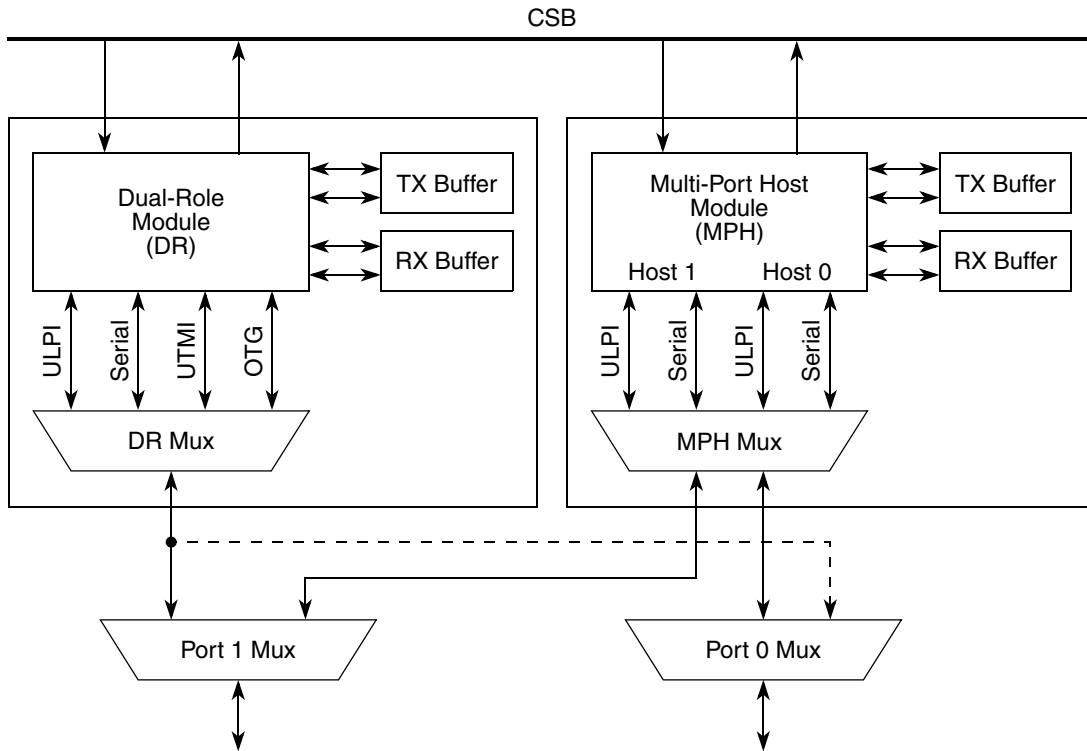 CSB
Dual-Role
Module
(DR)
TX Buffer
RX Buffer
ULPI
Serial
UTMI
OTG
DR Mux
Multi-Port Host
Module
(MPH)
Host 1
Host 0
TX Buffer
RX Buffer
ULPI
Serial
ULPI
Serial
MPH Mux
Port 1 Mux
Port 0 Mux